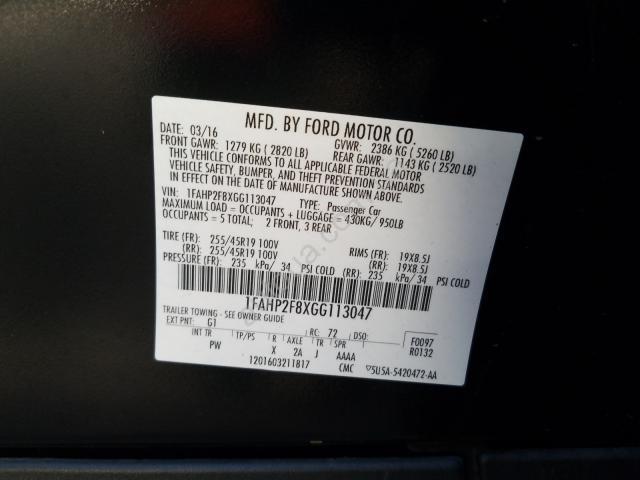 MFD. BY FORD MOTOR CO.
DATE: 03/16 GVWR: 2386 KG (5260 LB)
FRONT GAWR: 1279 KG (2820 LB) REAR GAWR: 1143 KG (2520 LB)
THIS VEHICLE CONFORMS TO ALL APPLICABLE FEDERAL MOTOR
VEHICLE SAFETY, BUMPER, AND THEFT PREVENTION STANDARDS
IN EFFECT ON THE DATE OF MANUFACTURE SHOWN ABOVE.
VIN: 1FAHP2F8XGG113047 TYPE: Passenger Car
MAXIMUM LOAD = OCCUPANTS + LUGGAGE = 430KG/950LB
OCCUPANTS = 5 TOTAL; 2 FRONT, 3 REAR
TIRE (FR): 255/45R19 100V RIMS (FR): 19X8.5J
(RR): 255/45R19 100V (RR): 19X8.5J
PRESSURE (FR): 235 kPa/ 34 PSI COLD (RR): 235 kPa/ 34 PSI COLD
1FAHP2F8XGG113047
TRAILER TOWING - SEE OWNER GUIDE
EXT PNT: G1 RC: 72 DSO: F0097
INT TR TP/PS R AXLE TR SPR R0132
PW X 2A J AAAA
1201603211817 CMC ▽5U5A-5420472-AA